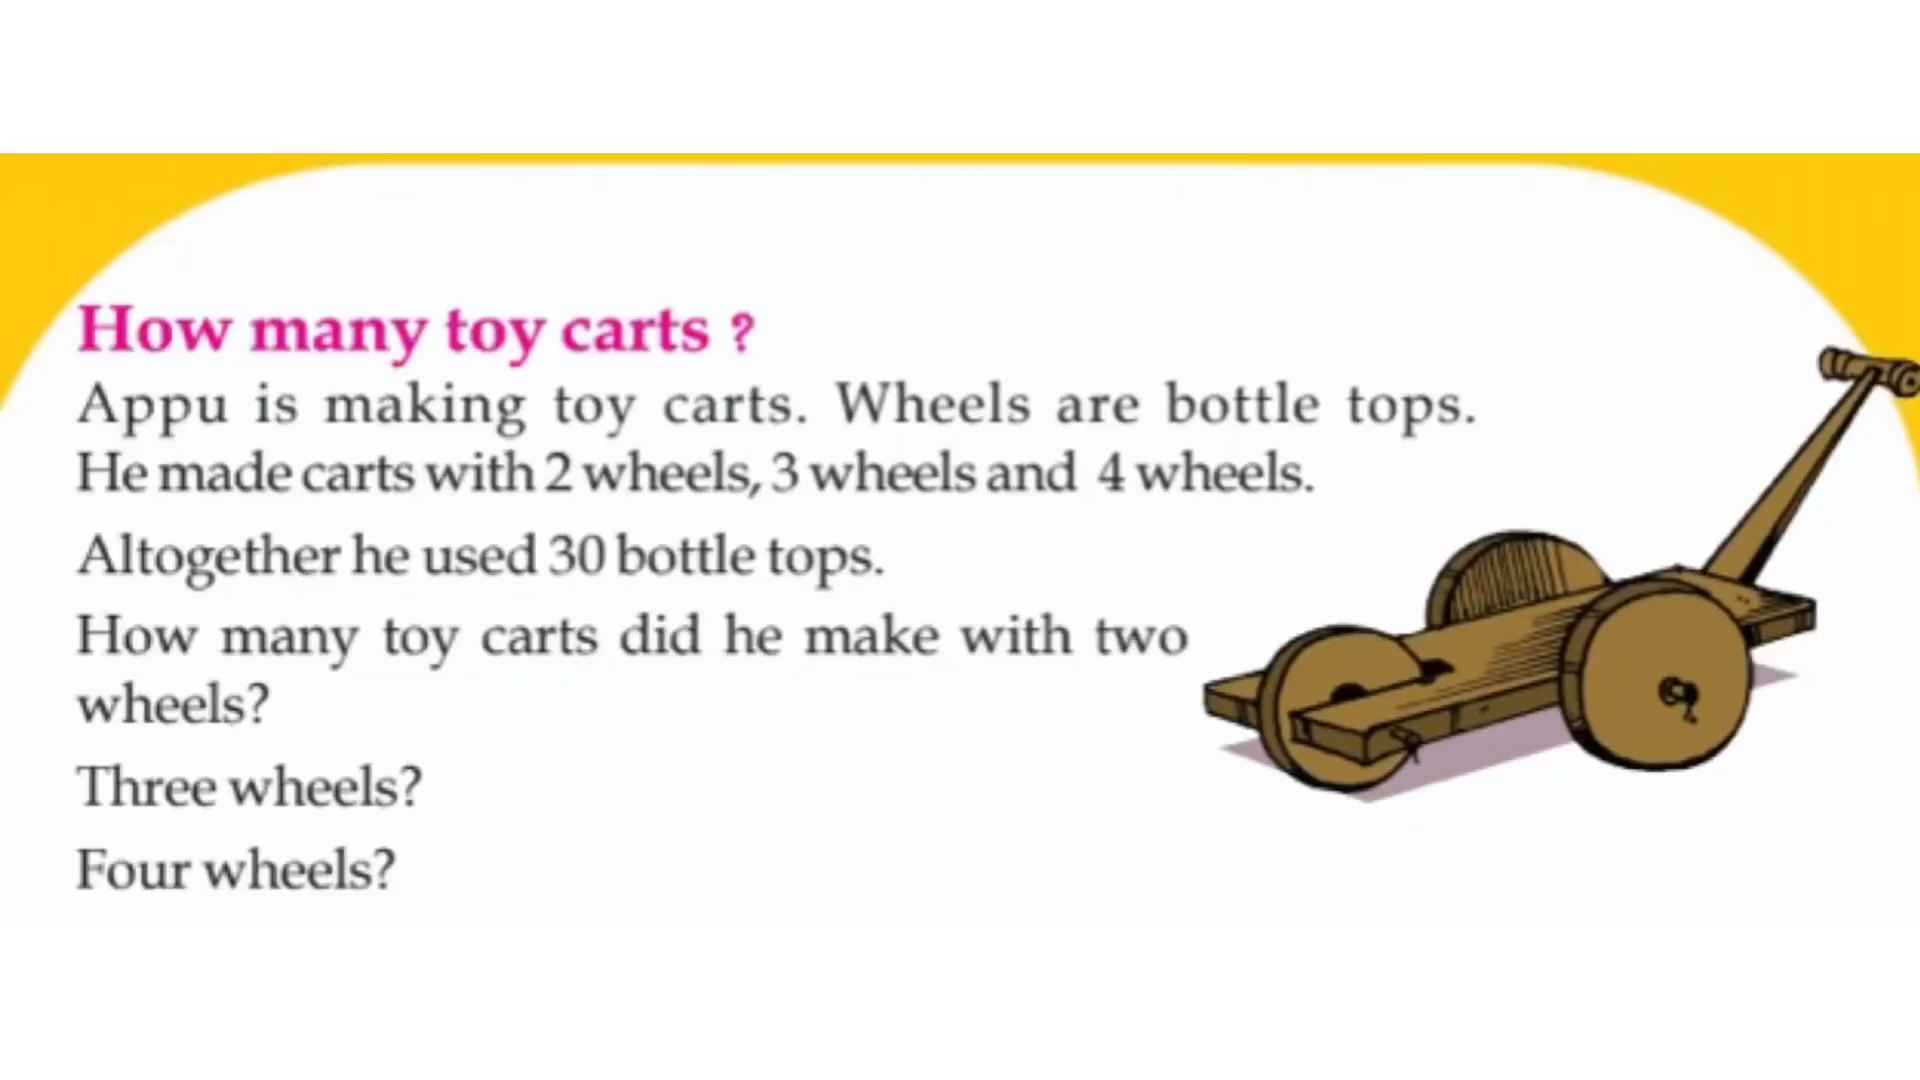 How many toy carts ?
Appu is making toy carts. Wheels are bottle tops.
He made carts with 2 wheels, 3 wheels and 4 wheels.
Altogether he used 30 bottle tops.
How many toy carts did he make with two
wheels?
Three wheels?
Four wheels?